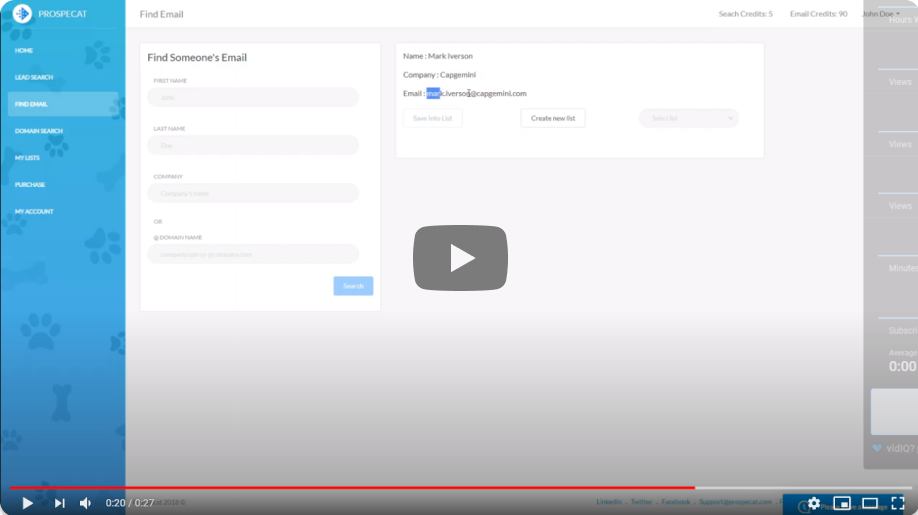 PROSPECAT
Find Email
Seach Credits: 5
Email Credits: 90
John Doe
HOME
LEAD SEARCH
FIND EMAIL
DOMAIN SEARCH
MY LISTS
PURCHASE
MY ACCOUNT
Find Someone's Email
FIRST NAME
John
LAST NAME
Doe
COMPANY
Company's name
OR
@ DOMAIN NAME
Search
Name : Mark Iverson
Company : Capgemini
Email : mark.iverson@capgemini.com
Save Into List
Create new list
Select list
Hours
Views
Views
Views
Minutes
Subscri
Average
0:00
vidIQ?
0:20 / 0:27
2018 ©
LinkedIn . Twitter . Facebook . Support@prospecat.com .